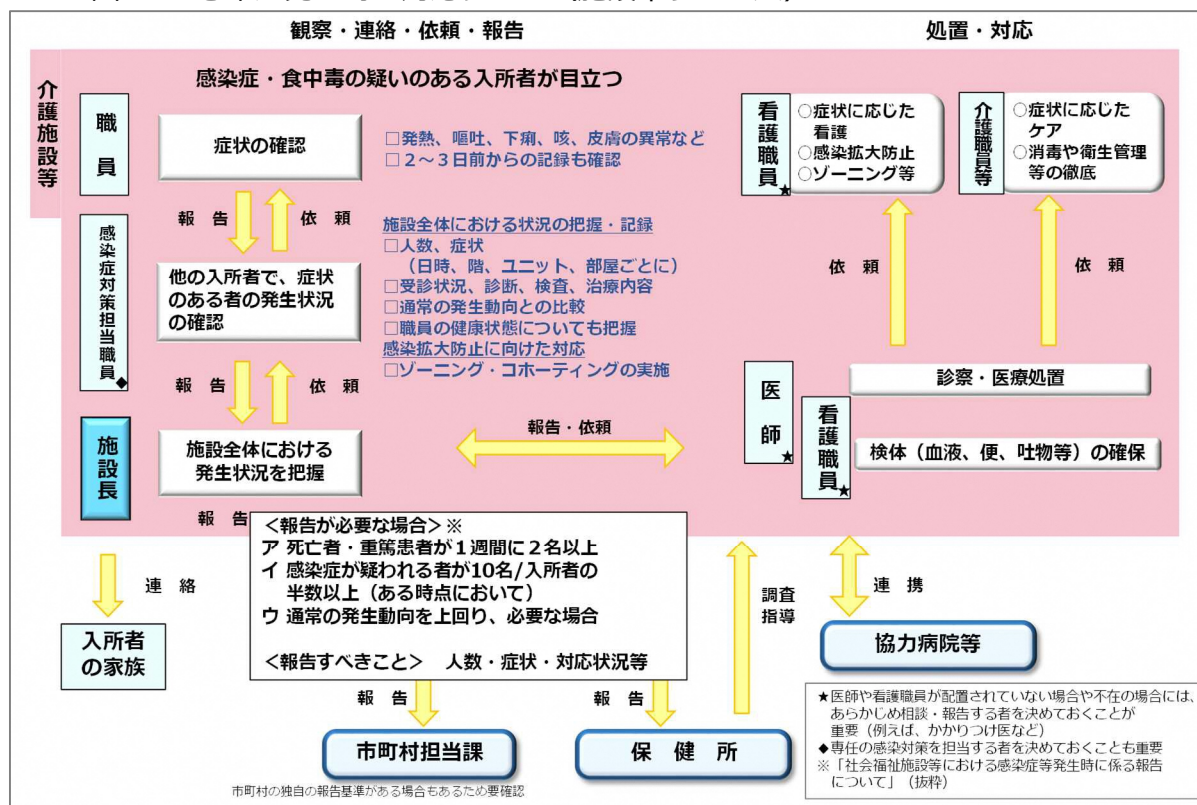 観察・連絡・依頼・報告
処置・対応
介護施設等
感染症・食中毒の疑いのある入所者が目立つ
職員
症状の確認
□発熱、嘔吐、下痢、咳、皮膚の異常など
□２～３日前からの記録も確認
報告
依頼
感染症対策担当職員◆
他の入所者で、症状
のある者の発生状況
の確認
施設全体における状況の把握・記録
□人数、症状
（日時、階、ユニット、部屋ごとに）
□受診状況、診断、検査、治療内容
□通常の発生動向との比較
□職員の健康状態についても把握
感染拡大防止に向けた対応
□ゾーニング・コホーティングの実施
報告
依頼
施設長
施設全体における
発生状況を把握
報告・依頼
看護職員★
○症状に応じた
看護
○感染拡大防止
○ゾーニング等
介護職員等
○症状に応じた
ケア
○消毒や衛生管理
等の徹底
依頼
依頼
医師★
看護職員★
診察・医療処置
検体（血液、便、吐物等）の確保
報告
＜報告が必要な場合＞※
ア 死亡者・重篤患者が１週間に２名以上
イ 感染症が疑われる者が10名/入所者の
半数以上（ある時点において）
ウ 通常の発生動向を上回り、必要な場合
＜報告すべきこと＞ 人数・症状・対応状況等
連絡
入所者
の家族
報告
報告
調査
指導
連携
協力病院等
市町村担当課
保健所
市町村の独自の報告基準がある場合もあるため要確認
★医師や看護職員が配置されていない場合や不在の場合には、
あらかじめ相談・報告する者を決めておくことが
重要（例えば、かかりつけ医など）
◆専任の感染対策を担当する者を決めておくことも重要
※「社会福祉施設等における感染症等発生時に係る報告
について」（抜粋）